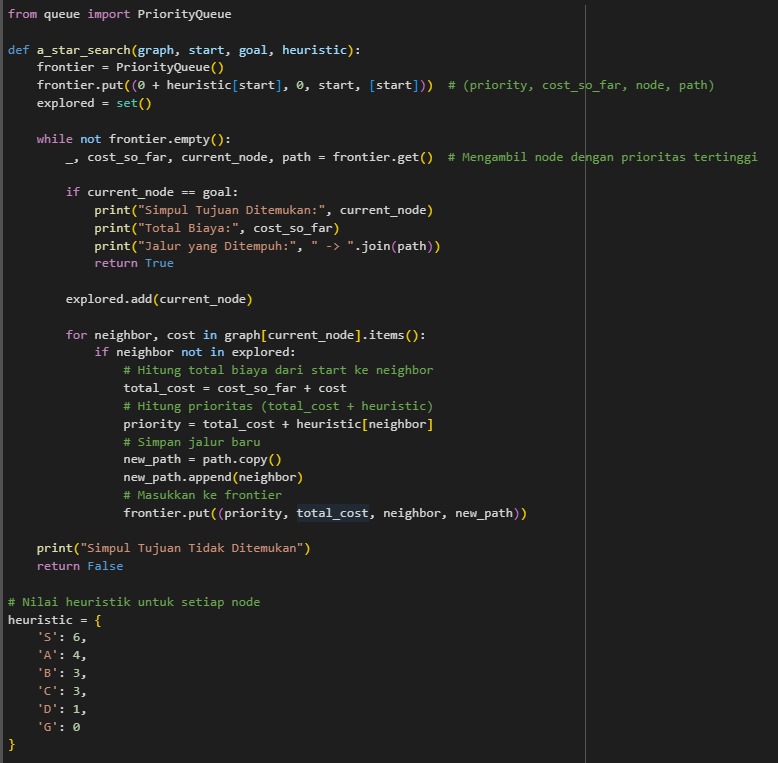 from queue import PriorityQueue

def a_star_search(graph, start, goal, heuristic):
    frontier = PriorityQueue()
    frontier.put((0 + heuristic[start], 0, start, [start]))  # (priority, cost_so_far, node, path)
    explored = set()

    while not frontier.empty():
        _, cost_so_far, current_node, path = frontier.get()  # Mengambil node dengan prioritas tertinggi

        if current_node == goal:
            print("Simpul Tujuan Ditemukan:", current_node)
            print("Total Biaya:", cost_so_far)
            print("Jalur yang Ditempuh:", " -> ".join(path))
            return True

        explored.add(current_node)

        for neighbor, cost in graph[current_node].items():
            if neighbor not in explored:
                # Hitung total biaya dari start ke neighbor
                total_cost = cost_so_far + cost
                # Hitung prioritas (total_cost + heuristic)
                priority = total_cost + heuristic[neighbor]
                # Simpan jalur baru
                new_path = path.copy()
                new_path.append(neighbor)
                # Masukkan ke frontier
                frontier.put((priority, total_cost, neighbor, new_path))

    print("Simpul Tujuan Tidak Ditemukan")
    return False

# Nilai heuristik untuk setiap node
heuristic = {
    'S': 6,
    'A': 4,
    'B': 3,
    'C': 3,
    'D': 1,
    'G': 0
}